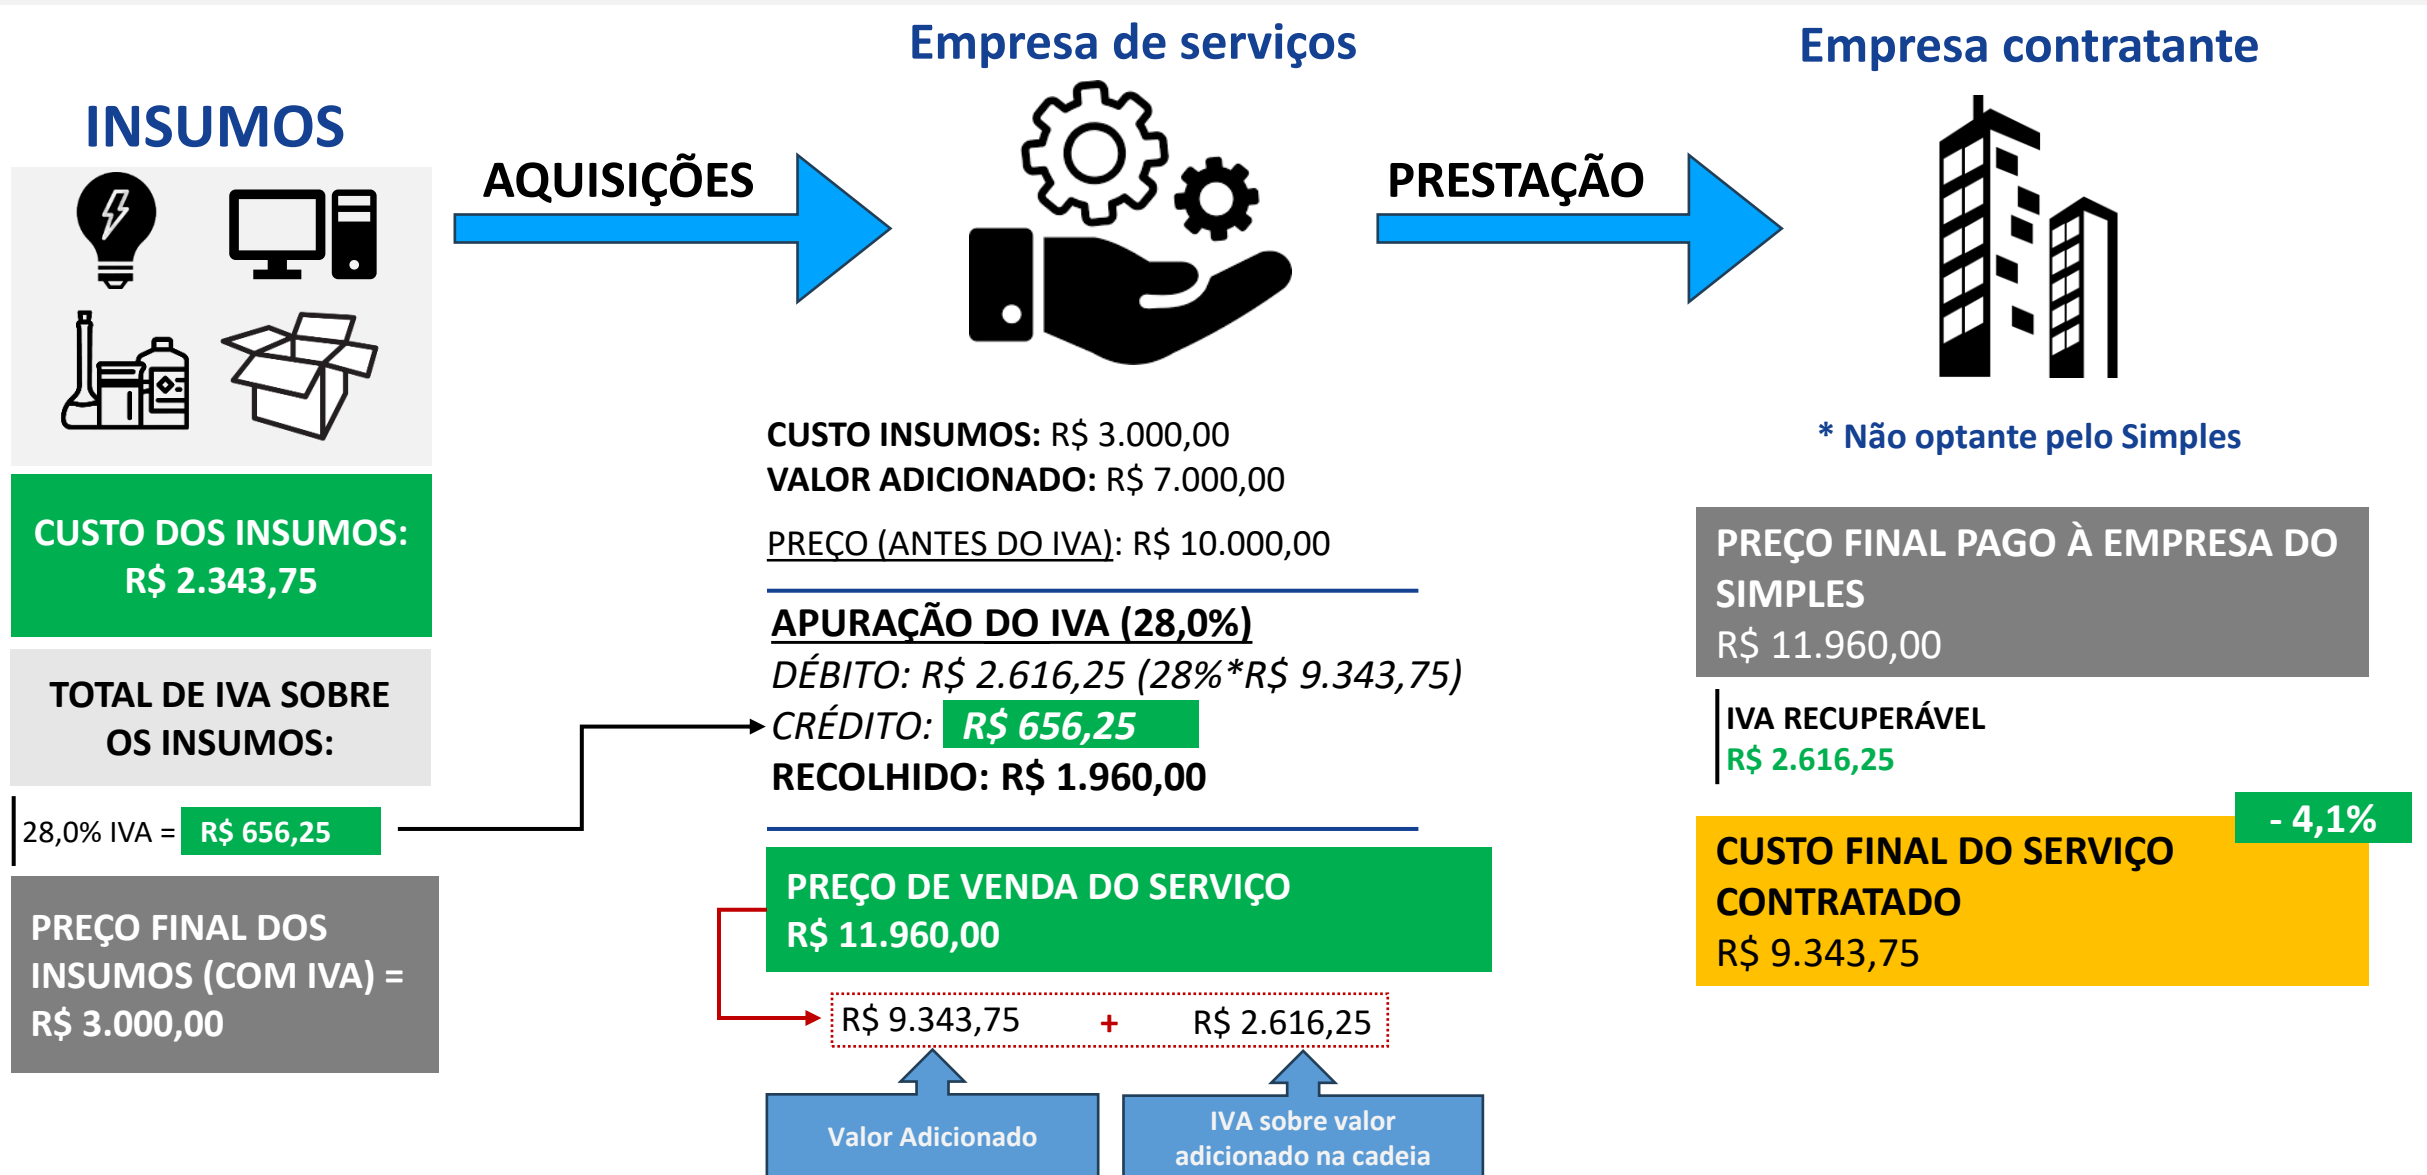 INSUMOS
CUSTO DOS INSUMOS:
R$ 2.343,75
TOTAL DE IVA SOBRE
OS INSUMOS:
28,0% IVA = R$ 656,25
PREÇO FINAL DOS
INSUMOS (COM IVA) =
R$ 3.000,00
AQUISIÇÕES
Empresa de serviços
CUSTO INSUMOS: R$ 3.000,00
VALOR ADICIONADO: R$ 7.000,00
PREÇO (ANTES DO IVA): R$ 10.000,00
APURAÇÃO DO IVA (28,0%)
DÉBITO: R$ 2.616,25 (28%*R$ 9.343,75)
CRÉDITO: R$ 656,25
RECOLHIDO: R$ 1.960,00
PREÇO DE VENDA DO SERVIÇO
R$ 11.960,00
R$ 9.343,75 + R$ 2.616,25
Valor Adicionado
IVA sobre valor
adicionado na cadeia
PRESTAÇÃO
Empresa contratante
* Não optante pelo Simples
PREÇO FINAL PAGO À EMPRESA DO
SIMPLES
R$ 11.960,00
IVA RECUPERÁVEL
R$ 2.616,25
- 4,1%
CUSTO FINAL DO SERVIÇO
CONTRATADO
R$ 9.343,75